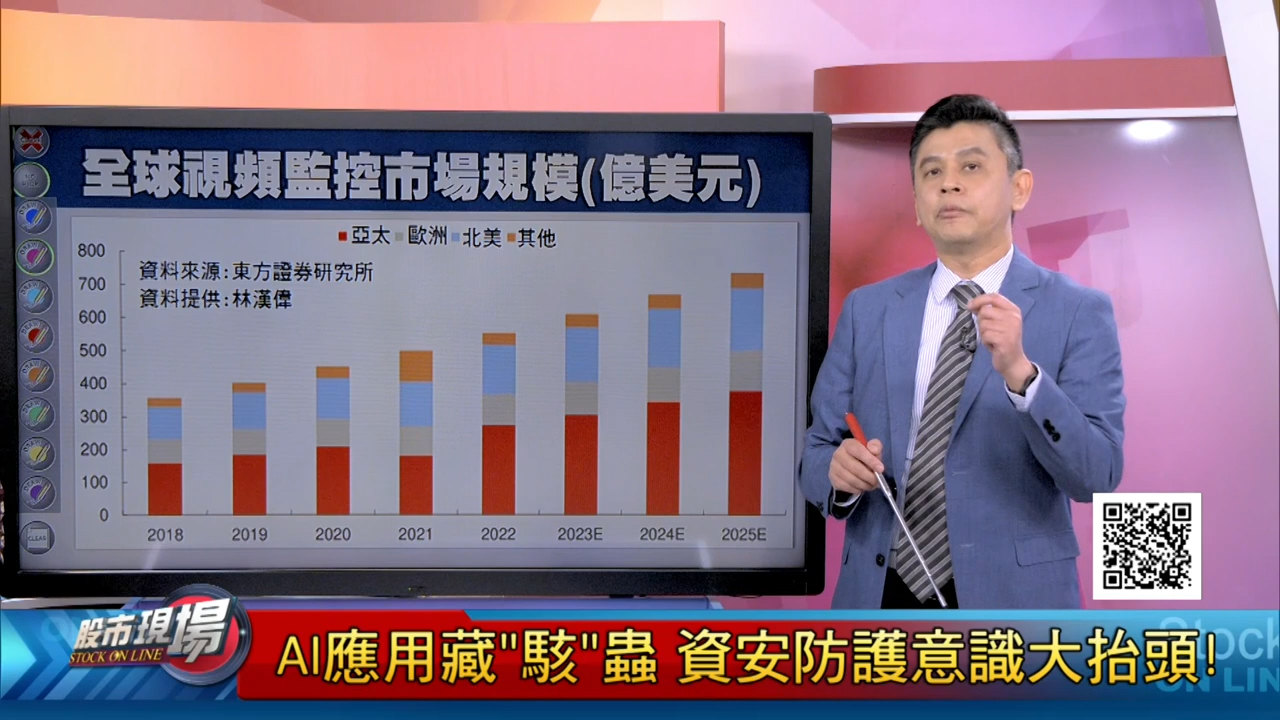 全球視頻監控市場規模(億美元)
亞太 歐洲 北美 其他
資料來源:東方證券研究所
資料提供:林漢偉
800
700
600
500
400
300
200
100
0
2018 2019 2020 2021 2022 2023E 2024E 2025E
CLEAR
股市現場
STOCK ON LINE
AI應用藏"駭"蟲 資安防護意識大抬頭!
Stock
ON LIN